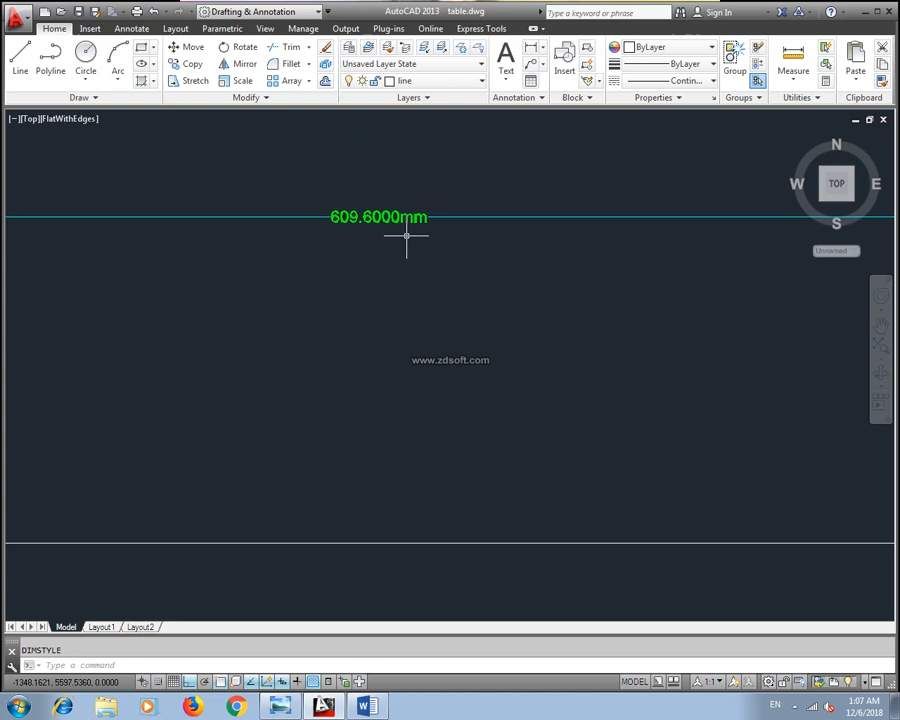 Drafting & Annotation
AutoCAD 2013 table.dwg
Type a keyword or phrase
Sign In
Home Insert Annotate Layout Parametric View Manage Output Plug-ins Online Express Tools
Line Polyline Circle Arc
Move Rotate Trim
Copy Mirror Fillet
Stretch Scale Array
Unsaved Layer State
line
Text
Insert
ByLayer
ByLayer
Contin...
Group
Measure
Paste
Draw Modify Layers Annotation Block Properties Groups Utilities Clipboard
[−][Top][FlatWithEdges]
N
W TOP E
S
Unnamed
609.6000mm
www.zdsoft.com
Model Layout1 Layout2
DIMSTYLE
Type a command
-1348.1621, 5597.5360, 0.0000
MODEL
1:1
EN
1:07 AM
12/6/2018